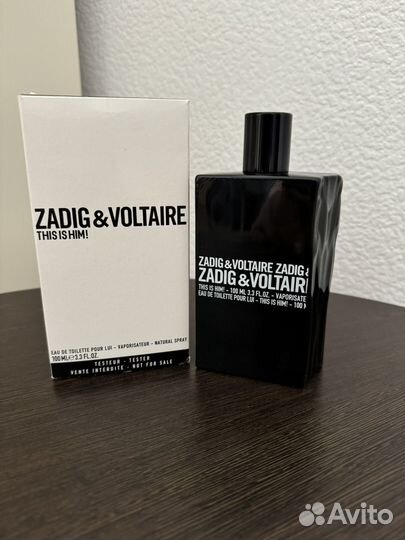 ZADIG & VOLTAIRE
THIS IS HIM!
EAU DE TOILETTE POUR LUI - VAPORISATEUR - NATURAL SPRAY
100 ML℮3.3 FL.OZ.
TESTEUR - TESTER
VENTE INTERDITE - NOT FOR SALE
ZADIG & VOLTAIRE ZADIG &
ZADIG & VOLTAIR
THIS IS HIM! - 100 ML 3.3 FL.OZ. - VAPORISATE
EAU DE TOILETTE POUR LUI - THIS IS HIM! - 100 M
Avito